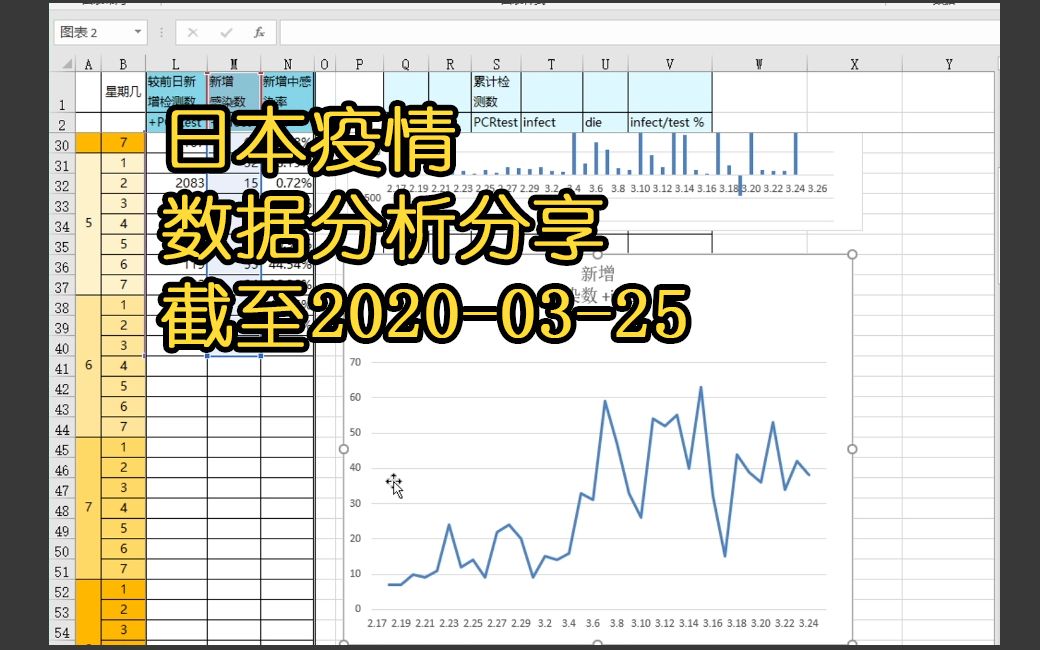 图表 2
fx
A B L M N O P Q R S T U V W X Y
1 星期几 较前日新 新增 新增中感 累计检
增检测数 感染数 染率 数数
2 PCRtest infect die infect/test %
日本疫情
数据分析分享
截至2020-03-25
30 7
31 1
32 2 2083 15 0.72%
33 3
34 5 4
35 5
36 6 44.54%
37 7
38 1
39 2
40 3
41 6 4
42 5
43 6
44 7
45 1
46 2
47 3
48 7 4
49 5
50 6
51 7
52 1
53 2
54 3
2.17 2.19 2.21 2.23 2.25 2.27 2.29 3.2 3.4 3.6 3.8 3.10 3.12 3.14 3.16 3.18 3.20 3.22 3.24 3.26
新增
70
60
50
40
30
20
10
0
2.17 2.19 2.21 2.23 2.25 2.27 2.29 3.2 3.4 3.6 3.8 3.10 3.12 3.14 3.16 3.18 3.20 3.22 3.24